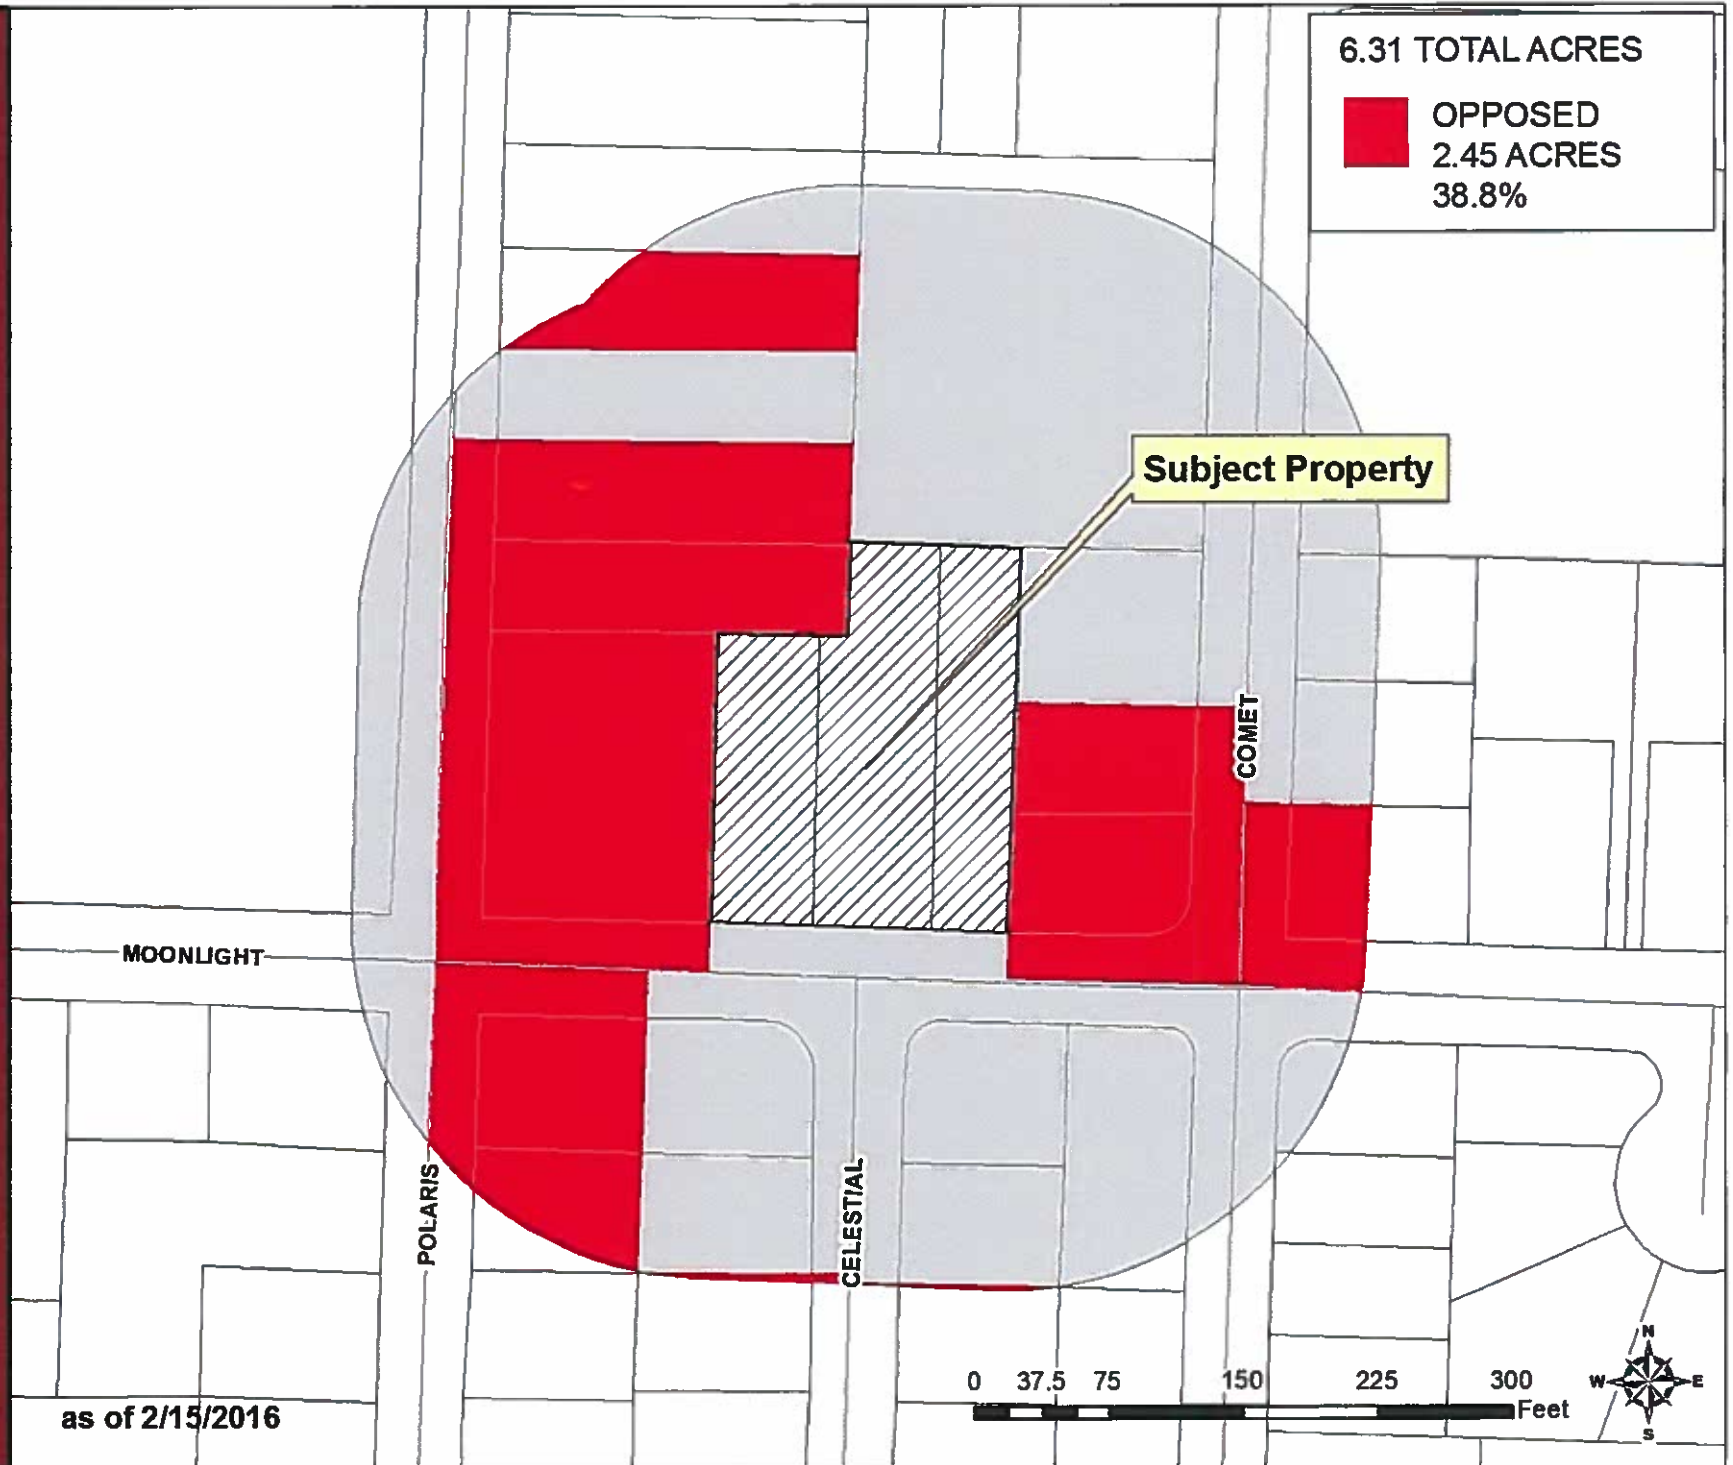 6.31 TOTAL ACRES
OPPOSED
2.45 ACRES
38.8%
Subject Property
COMET
MOONLIGHT
POLARIS
CELESTIAL
N
W E
S
0 37.5 75 150 225 300
Feet
as of 2/15/2016